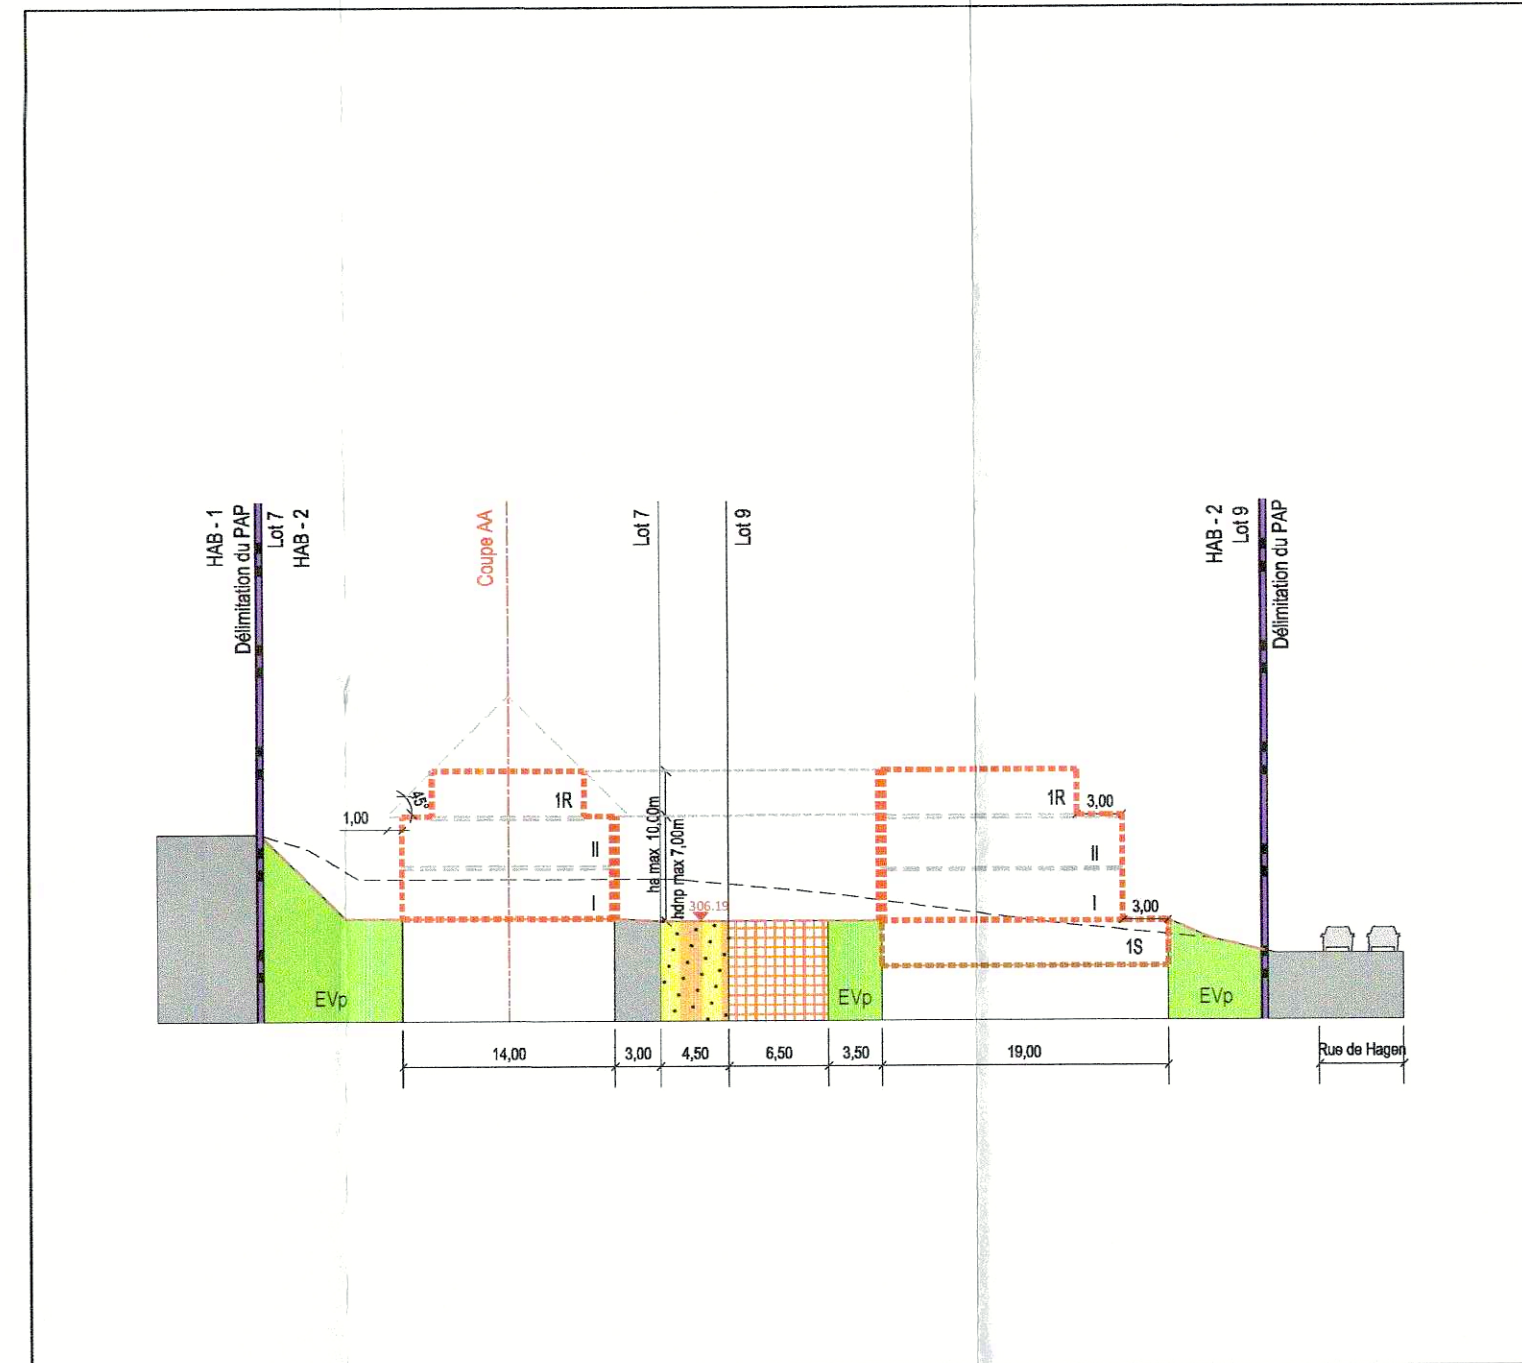 HAB - 1
Délimitation du PAP
Lot 7
HAB - 2
Coupe AA
Lot 7
Lot 9
HAB - 2
Lot 9
Délimitation du PAP
45°
1,00
1R
II
I
ha max 10,00m
hdnp max 7,00m
306.19
1R
3,00
II
I
3,00
1S
EVp
EVp
EVp
14,00
3,00
4,50
6,50
3,50
19,00
Rue de Hagen